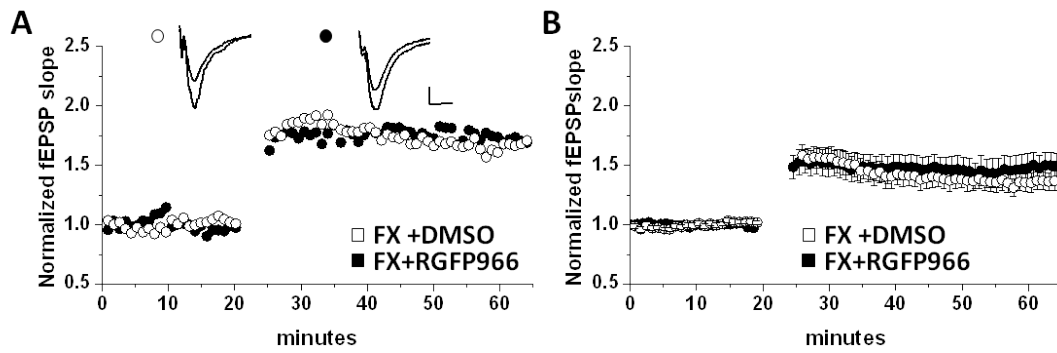 A
Normalized fEPSP slope
2.5
2.0
1.5
1.0
0.5
FX +DMSO
FX+RGFP966
0 10 20 30 40 50 60
minutes
B
Normalized fEPSPslope
2.5
2.0
1.5
1.0
0.5
FX +DMSO
FX+RGFP966
0 10 20 30 40 50 60
minutes